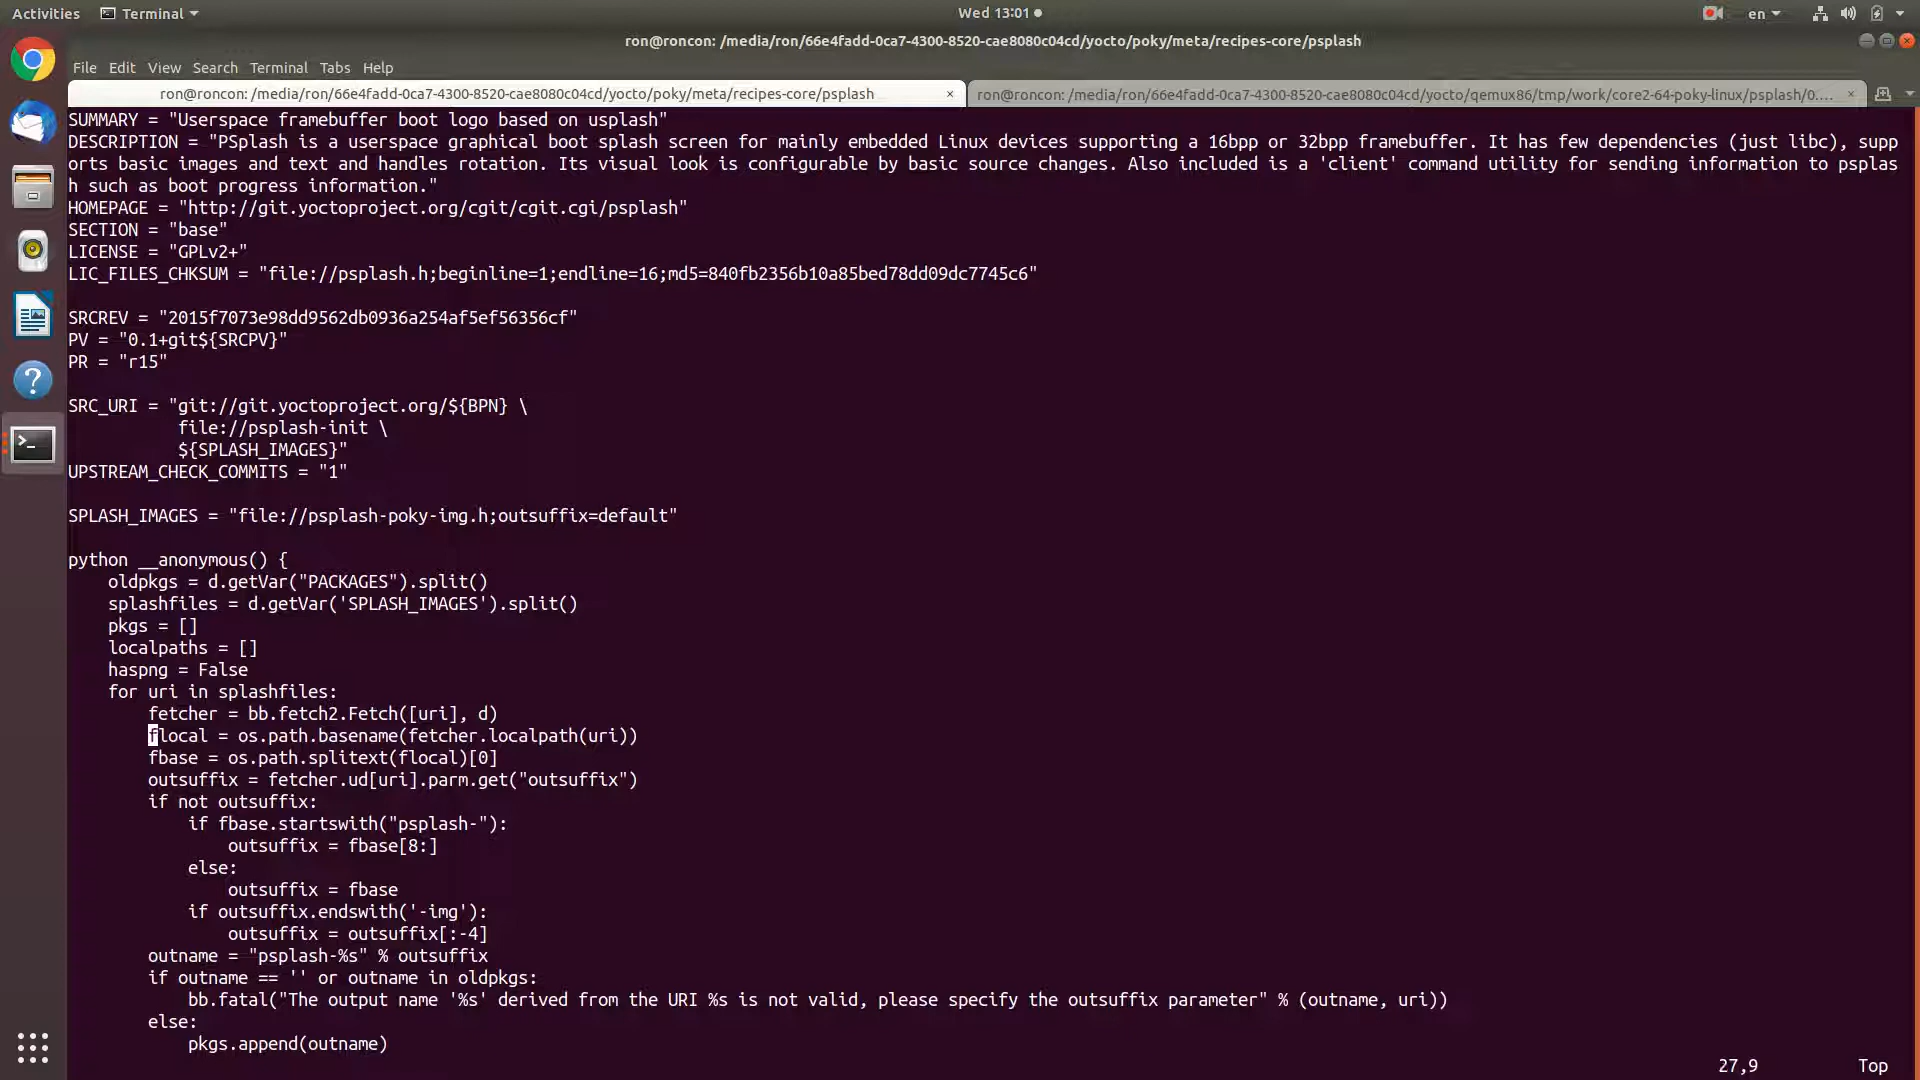 Activities Terminal Wed 13:01 en
ron@roncon: /media/ron/66e4fadd-0ca7-4300-8520-cae8080c04cd/yocto/poky/meta/recipes-core/psplash
File Edit View Search Terminal Tabs Help
ron@roncon: /media/ron/66e4fadd-0ca7-4300-8520-cae8080c04cd/yocto/poky/meta/recipes-core/psplash × ron@roncon: /media/ron/66e4fadd-0ca7-4300-8520-cae8080c04cd/yocto/qemux86/tmp/work/core2-64-poky-linux/psplash/0.... ×
SUMMARY = "Userspace framebuffer boot logo based on usplash"
DESCRIPTION = "PSplash is a userspace graphical boot splash screen for mainly embedded Linux devices supporting a 16bpp or 32bpp framebuffer. It has few dependencies (just libc), supp
orts basic images and text and handles rotation. Its visual look is configurable by basic source changes. Also included is a 'client' command utility for sending information to psplas
h such as boot progress information."
HOMEPAGE = "http://git.yoctoproject.org/cgit/cgit.cgi/psplash"
SECTION = "base"
LICENSE = "GPLv2+"
LIC_FILES_CHKSUM = "file://psplash.h;beginline=1;endline=16;md5=840fb2356b10a85bed78dd09dc7745c6"
SRCREV = "2015f7073e98dd9562db0936a254af5ef56356cf"
PV = "0.1+git${SRCPV}"
PR = "r15"
SRC_URI = "git://git.yoctoproject.org/${BPN} \
file://psplash-init \
${SPLASH_IMAGES}"
UPSTREAM_CHECK_COMMITS = "1"
SPLASH_IMAGES = "file://psplash-poky-img.h;outsuffix=default"
python __anonymous() {
oldpkgs = d.getVar("PACKAGES").split()
splashfiles = d.getVar('SPLASH_IMAGES').split()
pkgs = []
localpaths = []
haspng = False
for uri in splashfiles:
fetcher = bb.fetch2.Fetch([uri], d)
flocal = os.path.basename(fetcher.localpath(uri))
fbase = os.path.splitext(flocal)[0]
outsuffix = fetcher.ud[uri].parm.get("outsuffix")
if not outsuffix:
if fbase.startswith("psplash-"):
outsuffix = fbase[8:]
else:
outsuffix = fbase
if outsuffix.endswith('-img'):
outsuffix = outsuffix[:-4]
outname = "psplash-%s" % outsuffix
if outname == '' or outname in oldpkgs:
bb.fatal("The output name '%s' derived from the URI %s is not valid, please specify the outsuffix parameter" % (outname, uri))
else:
pkgs.append(outname)
27,9 Top